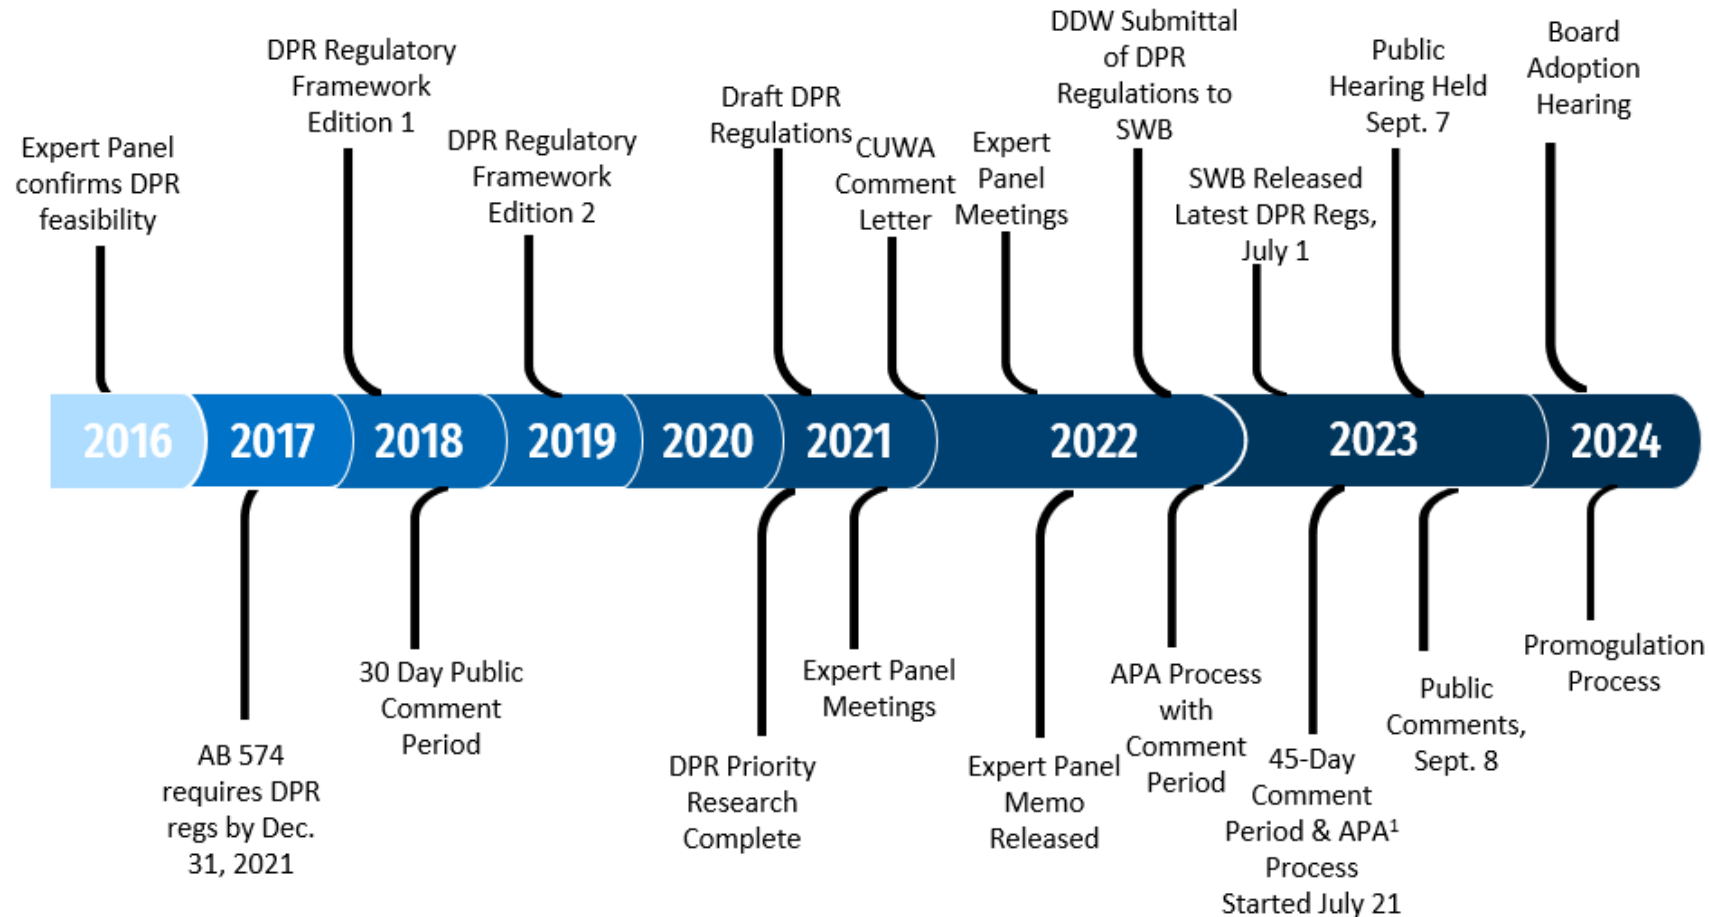 Expert Panel
confirms DPR
feasibility
DPR Regulatory
Framework
Edition 1
DPR Regulatory
Framework
Edition 2
Draft DPR
Regulations
CUWA
Comment
Letter
Expert
Panel
Meetings
DDW Submittal
of DPR
Regulations to
SWB
SWB Released
Latest DPR Regs,
July 1
Public
Hearing Held
Sept. 7
Board
Adoption
Hearing
2016
2017
2018
2019
2020
2021
2022
2023
2024
AB 574
requires DPR
regs by Dec.
31, 2021
30 Day Public
Comment
Period
DPR Priority
Research
Complete
Expert Panel
Meetings
Expert Panel
Memo
Released
APA Process
with
Comment
Period
45-Day
Comment
Period & APA¹
Process
Started July 21
Public
Comments,
Sept. 8
Promogulation
Process